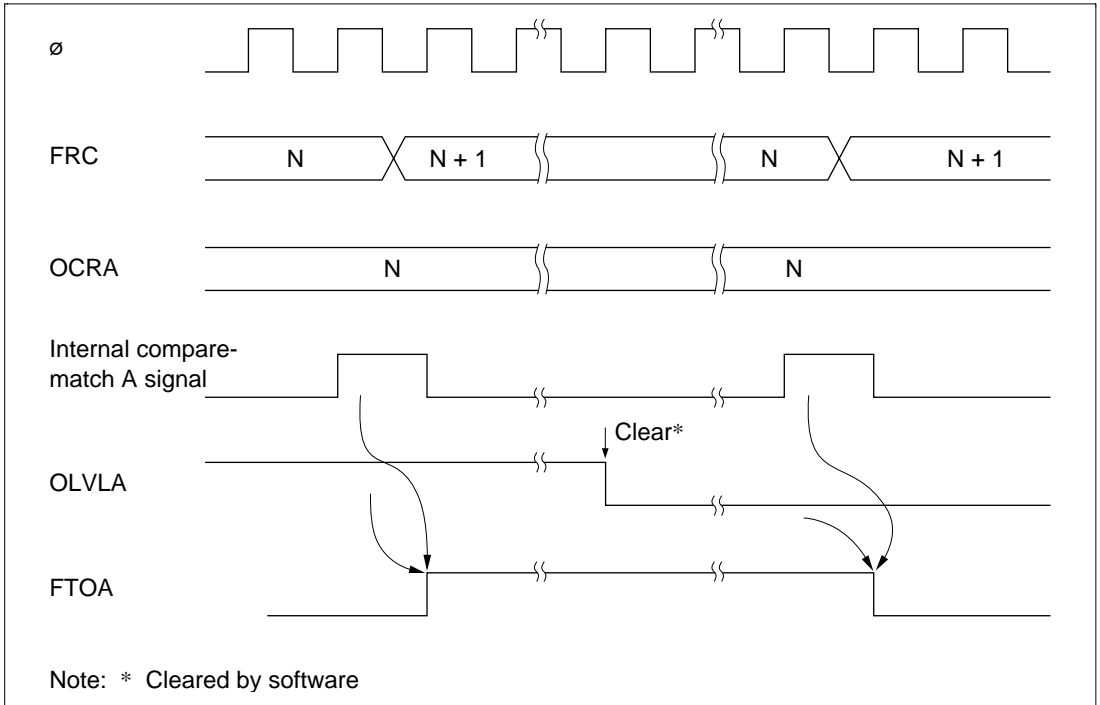 ø
FRC N N + 1 N N + 1
OCRA N N
Internal compare-
match A signal
Clear*
OLVLA
FTOA
Note: * Cleared by software